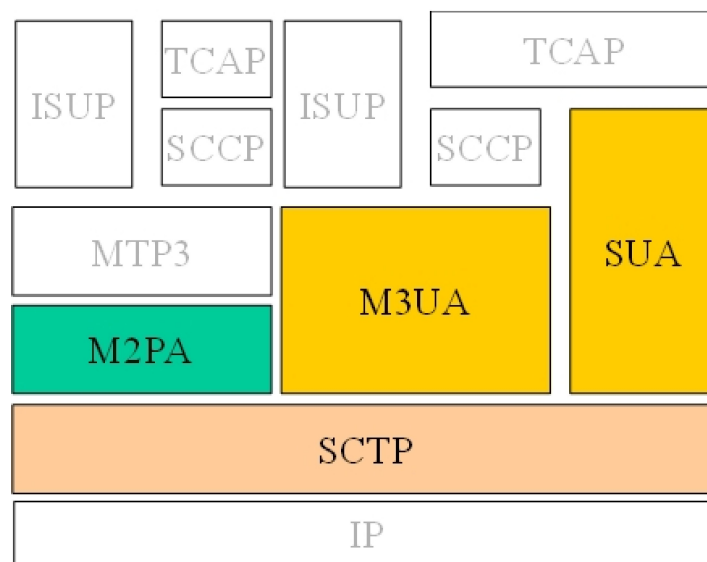 ISUP
TCAP
SCCP
ISUP
TCAP
SCCP
MTP3
M2PA
M3UA
SUA
SCTP
IP